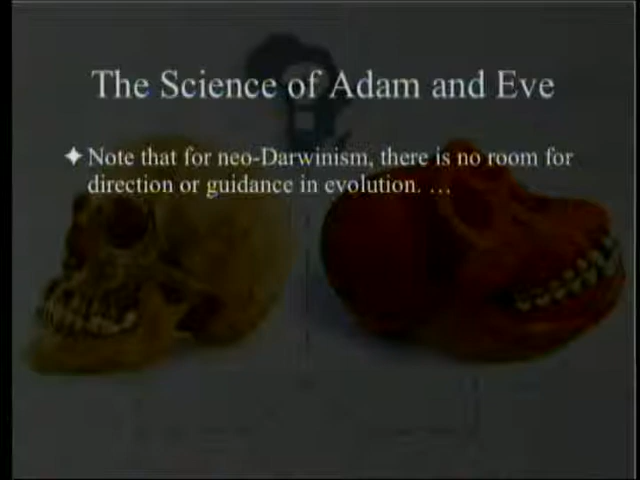 The Science of Adam and Eve
Note that for neo-Darwinism, there is no room for
direction or guidance in evolution. …